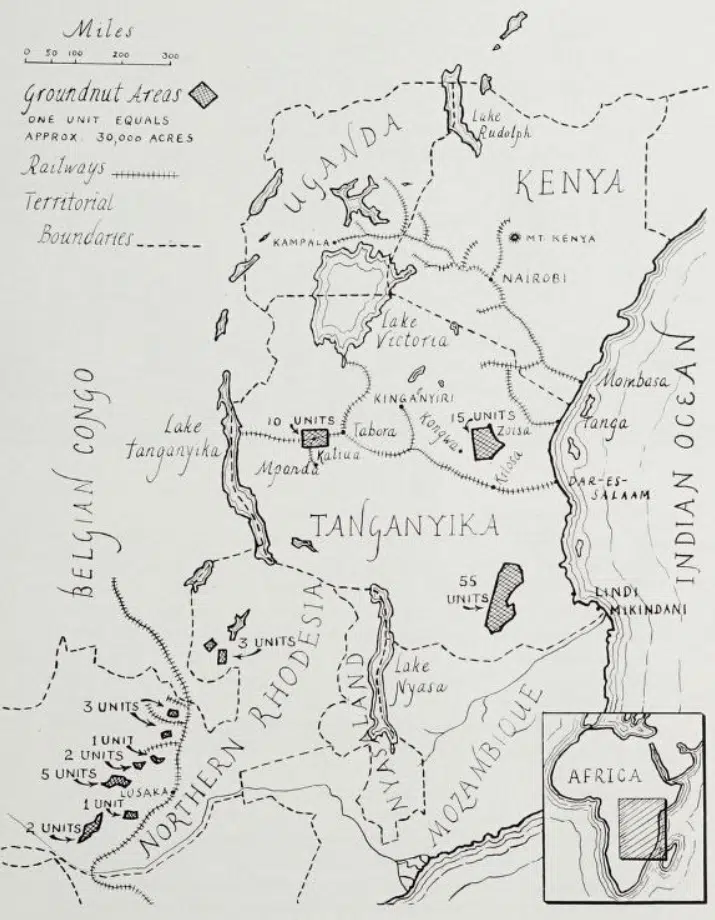 Miles
0 50 100 200 300
Groundnut Areas
ONE UNIT EQUALS
APPROX. 30,000 ACRES
Railways
Territorial
Boundaries
Lake
Rudolph
UGANDA
KENYA
KAMPALA
MT. KENYA
NAIROBI
Lake
Victoria
INDIAN OCEAN
Mombasa
KINGANYIRI
BELGIAN CONGO
10 UNITS
15 UNITS
Lake
Tanganyika
Tabora
Kongwa
Zoisa
Tanga
Kaliua
Mpanda
Kilosa
DAR-ES-
SALAAM
TANGANYIKA
55
UNITS
LINDI
MIKINDANI
3 UNITS
Lake
Nyasa
NORTHERN RHODESIA
NYASALAND
MOZAMBIQUE
3 UNITS
1 UNIT
2 UNITS
5 UNITS
LUSAKA
1 UNIT
2 UNITS
AFRICA